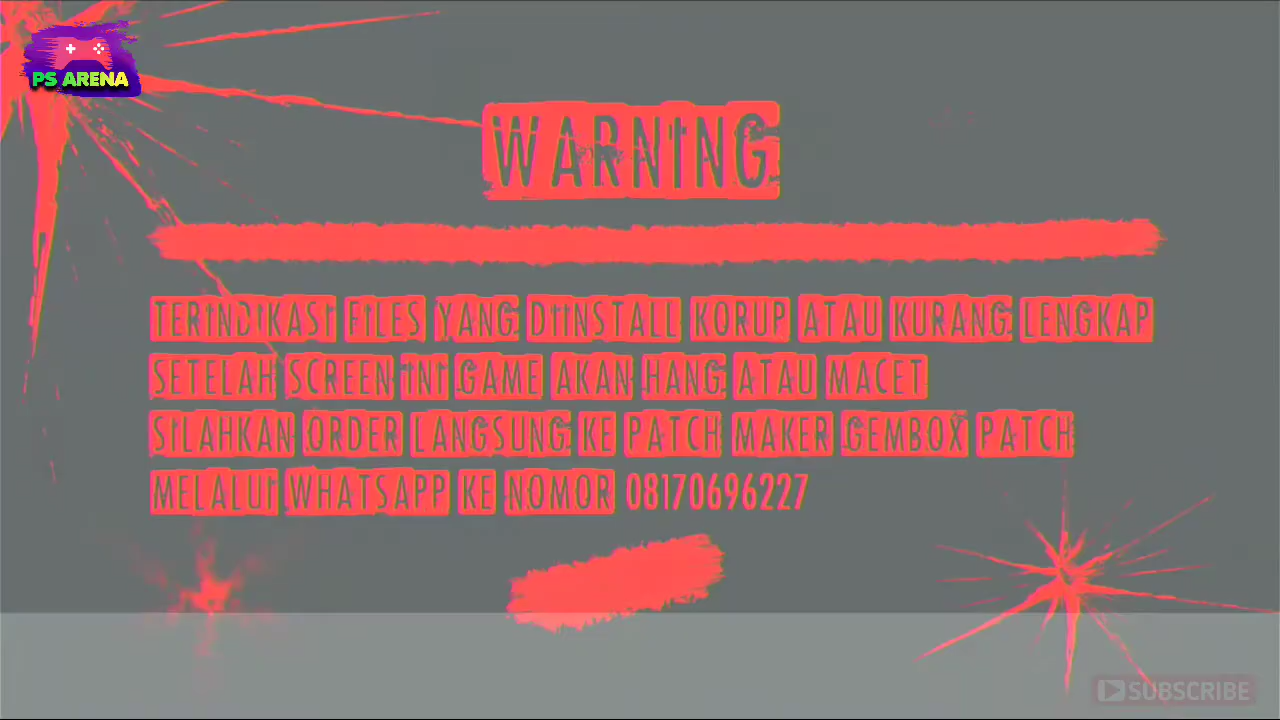 PS ARENA
WARNING
TERINDIKASI FILES YANG DIINSTALL KORUP ATAU KURANG LENGKAP
SETELAH SCREEN INI GAME AKAN HANG ATAU MACET
SILAHKAN ORDER LANGSUNG KE PATCH MAKER GEMBOX PATCH
MELALUI WHATSAPP KE NOMOR 08170696227
SUBSCRIBE